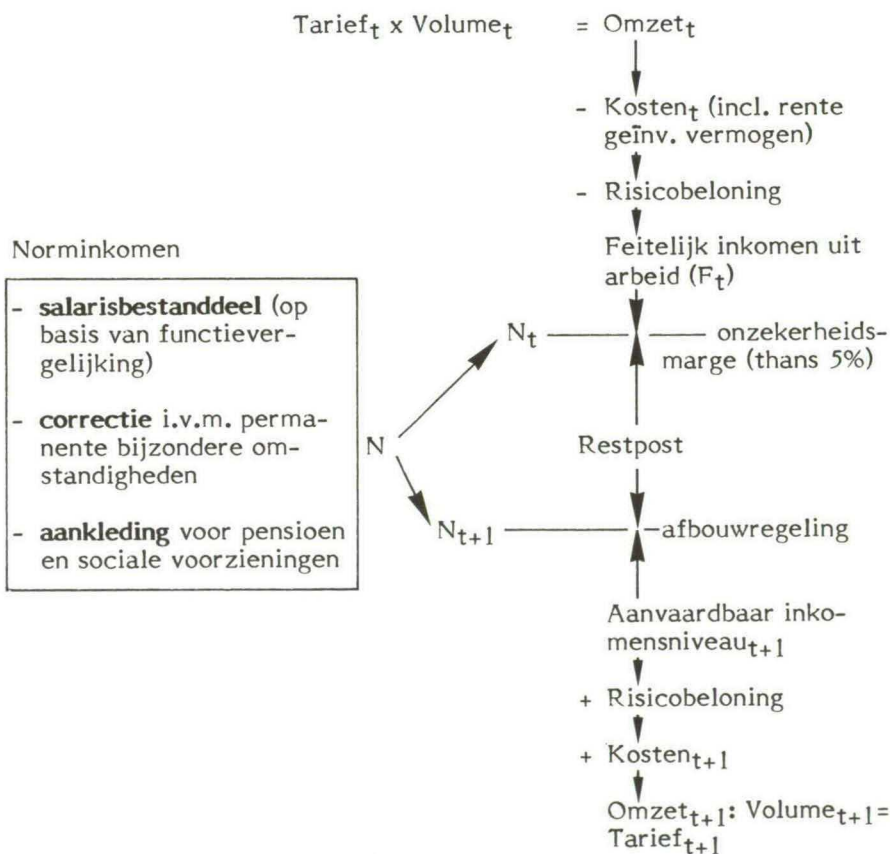 Tarief_t x Volume_t = Omzet_t
- Kosten_t (incl. rente
geïnv. vermogen)
- Risicobeloning
Feitelijk inkomen uit
arbeid (F_t)
Norminkomen
- salarisbestanddeel (op
basis van functiever-
gelijking)
- correctie i.v.m. perma-
nente bijzondere om-
standigheden
- aankleding voor pensioen
en sociale voorzieningen
N
N_t
onzekerheids-
marge (thans 5%)
Restpost
N_t+1
afbouwregeling
Aanvaardbaar inko-
mensniveau_t+1
+ Risicobeloning
+ Kosten_t+1
Omzet_t+1: Volume_t+1=
Tarief_t+1